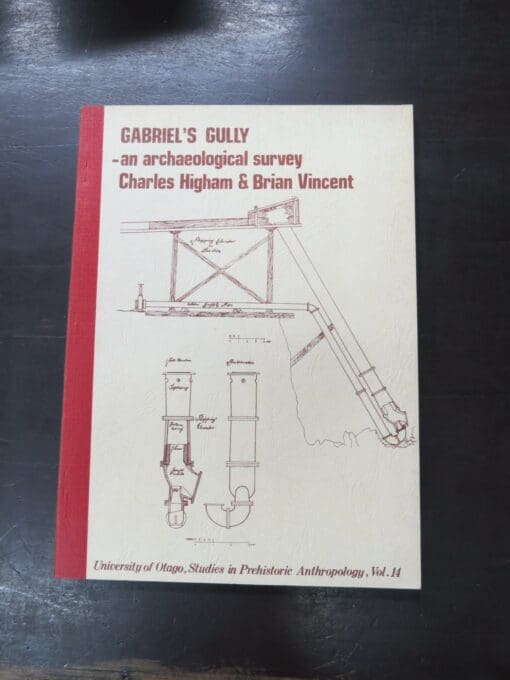 GABRIEL'S GULLY
-an archaeological survey
Charles Higham & Brian Vincent
University of Otago, Studies in Prehistoric Anthropology, Vol. 14